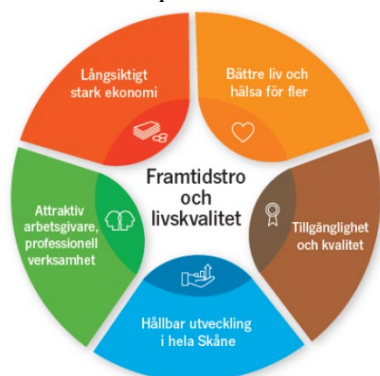 Långsiktigt
stark ekonomi
Bättre liv och
hälsa för fler
Framtidstro
och
livskvalitet
Attraktiv
arbetsgivare,
professionell
verksamhet
Tillgänglighet
och kvalitet
Hållbar utveckling
i hela Skåne